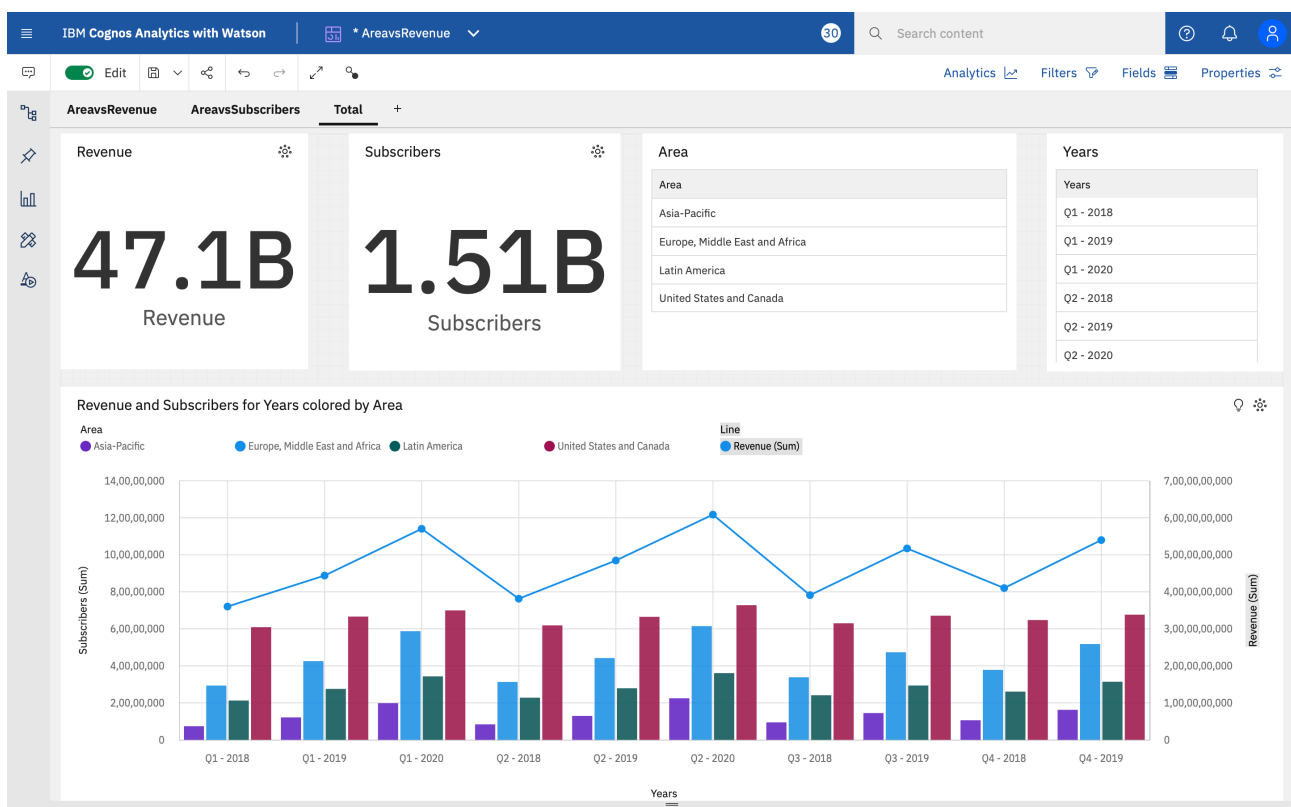 IBM Cognos Analytics with Watson
* AreavsRevenue
30
Search content
Edit
Analytics
Filters
Fields
Properties
AreavsRevenue
AreavsSubscribers
Total
+
Revenue
47.1B
Revenue
Subscribers
1.51B
Subscribers
Area
Area
Asia-Pacific
Europe, Middle East and Africa
Latin America
United States and Canada
Years
Years
Q1 - 2018
Q1 - 2019
Q1 - 2020
Q2 - 2018
Q2 - 2019
Q2 - 2020
Revenue and Subscribers for Years colored by Area
Area
Asia-Pacific
Europe, Middle East and Africa
Latin America
United States and Canada
Line
Revenue (Sum)
Subscribers (Sum)
14,00,00,000
12,00,00,000
10,00,00,000
8,00,00,000
6,00,00,000
4,00,00,000
2,00,00,000
0
7,00,00,00,000
6,00,00,00,000
5,00,00,00,000
4,00,00,00,000
3,00,00,00,000
2,00,00,00,000
1,00,00,00,000
0
Revenue (Sum)
Q1 - 2018
Q1 - 2019
Q1 - 2020
Q2 - 2018
Q2 - 2019
Q2 - 2020
Q3 - 2018
Q3 - 2019
Q4 - 2018
Q4 - 2019
Years